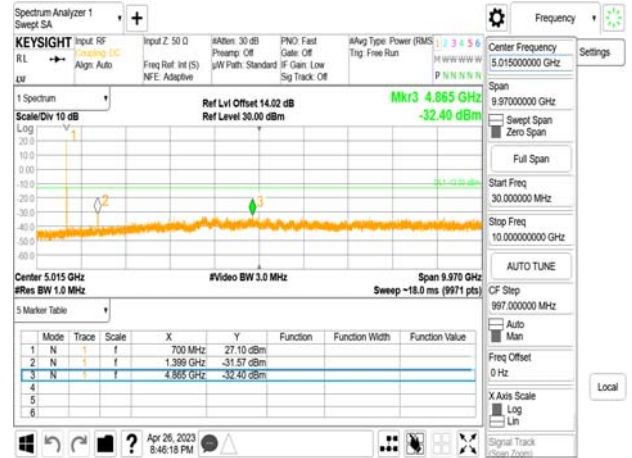 Spectrum Analyzer 1
Swept SA
+
Frequency
KEYSIGHT
RL
LXI
Input: RF
Coupling: DC
Align: Auto
Input Z: 50 Ω
Freq Ref: Int (S)
NFE: Adaptive
#Atten: 30 dB
Preamp: Off
µW Path: Standard
PNO: Fast
Gate: Off
IF Gain: Low
Sig Track: Off
#Avg Type: Power (RMS
Trig: Free Run
1 2 3 4 5 6
M W W W W W
P N N N N N
1 Spectrum
Scale/Div 10 dB
Log
Ref Lvl Offset 14.02 dB
Ref Level 30.00 dBm
Mkr3 4.865 GHz
-32.40 dBm
20.0
10.0
0.00
-10.0
-20.0
-30.0
-40.0
-50.0
-60.0
1
2
3
DL1 -13.00 dBm
Center 5.015 GHz
#Res BW 1.0 MHz
#Video BW 3.0 MHz
Span 9.970 GHz
Sweep ~18.0 ms (9971 pts)
5 Marker Table
Mode Trace Scale X Y Function Function Width Function Value
1 N 1 f 700 MHz 27.10 dBm
2 N 1 f 1.399 GHz -31.57 dBm
3 N 1 f 4.865 GHz -32.40 dBm
4
5
6
Apr 26, 2023
8:46:18 PM
?
Center Frequency
5.015000000 GHz
Settings
Span
9.97000000 GHz
Swept Span
Zero Span
Full Span
Start Freq
30.000000 MHz
Stop Freq
10.000000000 GHz
AUTO TUNE
CF Step
997.000000 MHz
Auto
Man
Freq Offset
0 Hz
X Axis Scale
Log
Lin
Local
Signal Track
(Span Zoom)